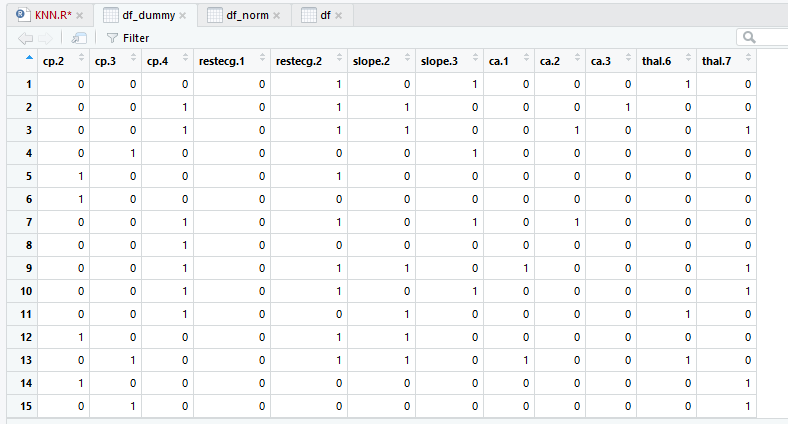 KNN.R* df_dummy df_norm df
Filter
cp.2 cp.3 cp.4 restecg.1 restecg.2 slope.2 slope.3 ca.1 ca.2 ca.3 thal.6 thal.7
1 0 0 0 0 1 0 1 0 0 0 1 0
2 0 0 1 0 1 1 0 0 0 1 0 0
3 0 0 1 0 1 1 0 0 1 0 0 1
4 0 1 0 0 0 0 1 0 0 0 0 0
5 1 0 0 0 1 0 0 0 0 0 0 0
6 1 0 0 0 0 0 0 0 0 0 0 0
7 0 0 1 0 1 0 1 0 1 0 0 0
8 0 0 1 0 0 0 0 0 0 0 0 0
9 0 0 1 0 1 1 0 1 0 0 0 1
10 0 0 1 0 1 0 1 0 0 0 0 1
11 0 0 1 0 0 1 0 0 0 0 1 0
12 1 0 0 0 1 1 0 0 0 0 0 0
13 0 1 0 0 1 1 0 1 0 0 1 0
14 1 0 0 0 0 0 0 0 0 0 0 1
15 0 1 0 0 0 0 0 0 0 0 0 1